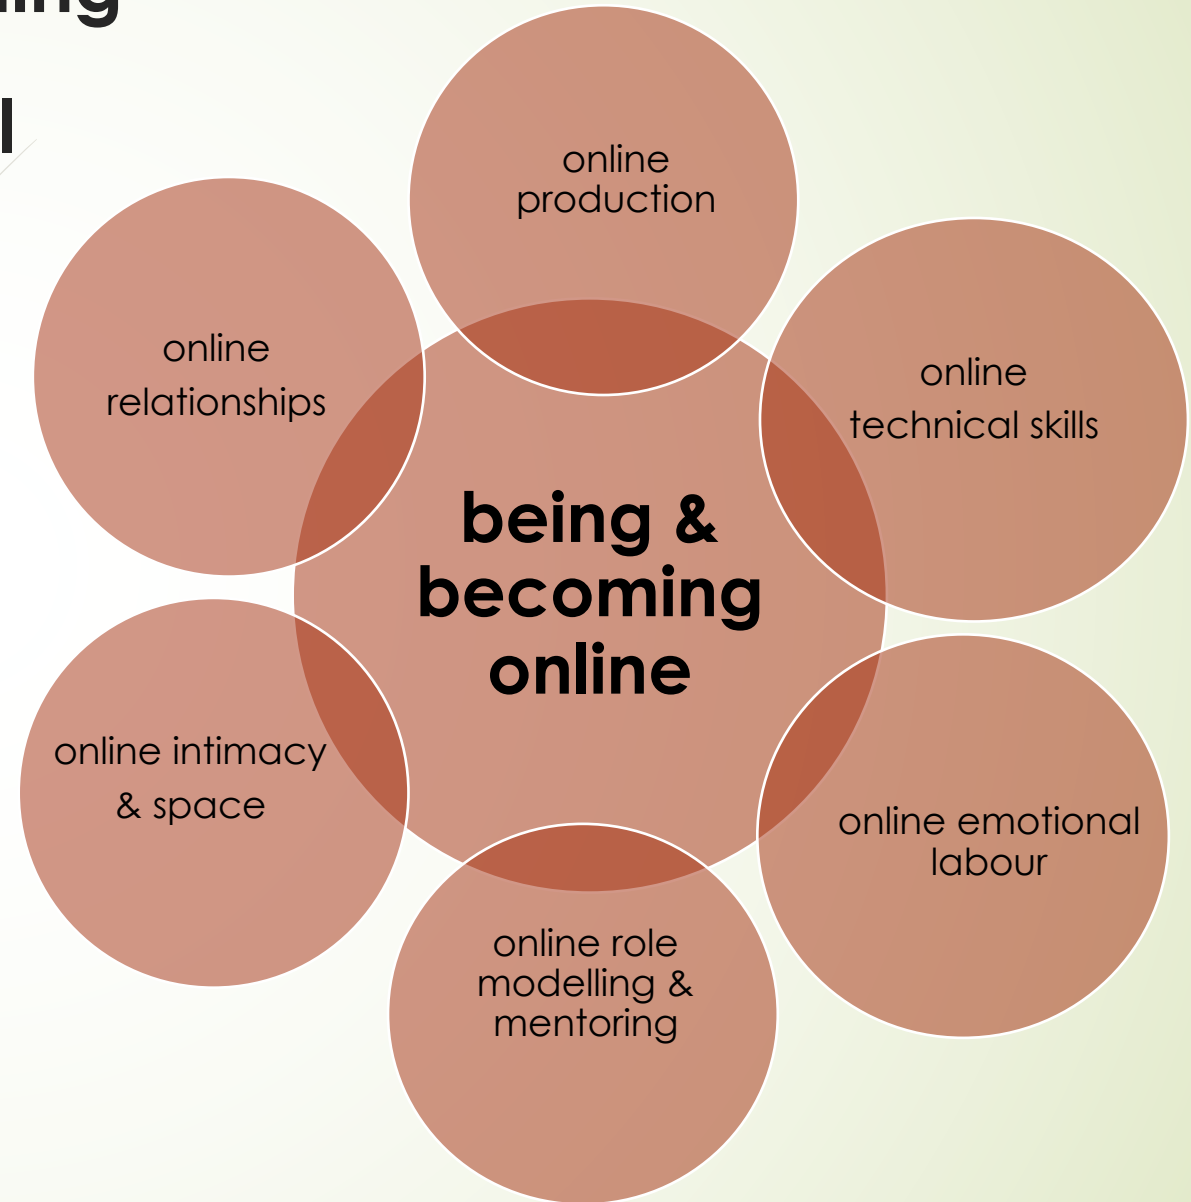 online
production
online
relationships
online
technical skills
being &
becoming
online
online intimacy
& space
online emotional
labour
online role
modelling &
mentoring